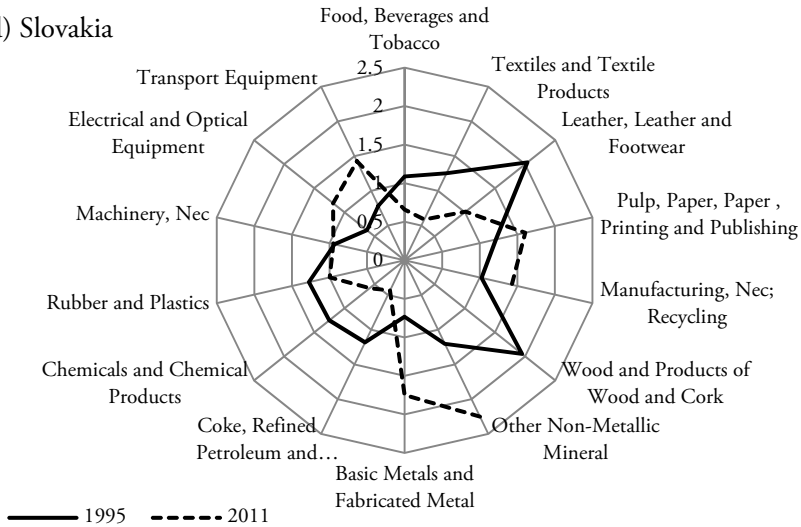 ) Slovakia
Food, Beverages and
Tobacco
Textiles and Textile
Products
Leather, Leather and
Footwear
Pulp, Paper, Paper ,
Printing and Publishing
Manufacturing, Nec;
Recycling
Wood and Products of
Wood and Cork
Other Non-Metallic
Mineral
Basic Metals and
Fabricated Metal
Coke, Refined
Petroleum and…
Chemicals and Chemical
Products
Rubber and Plastics
Machinery, Nec
Electrical and Optical
Equipment
Transport Equipment
2.5
2
1.5
1
0.5
0
1995
2011